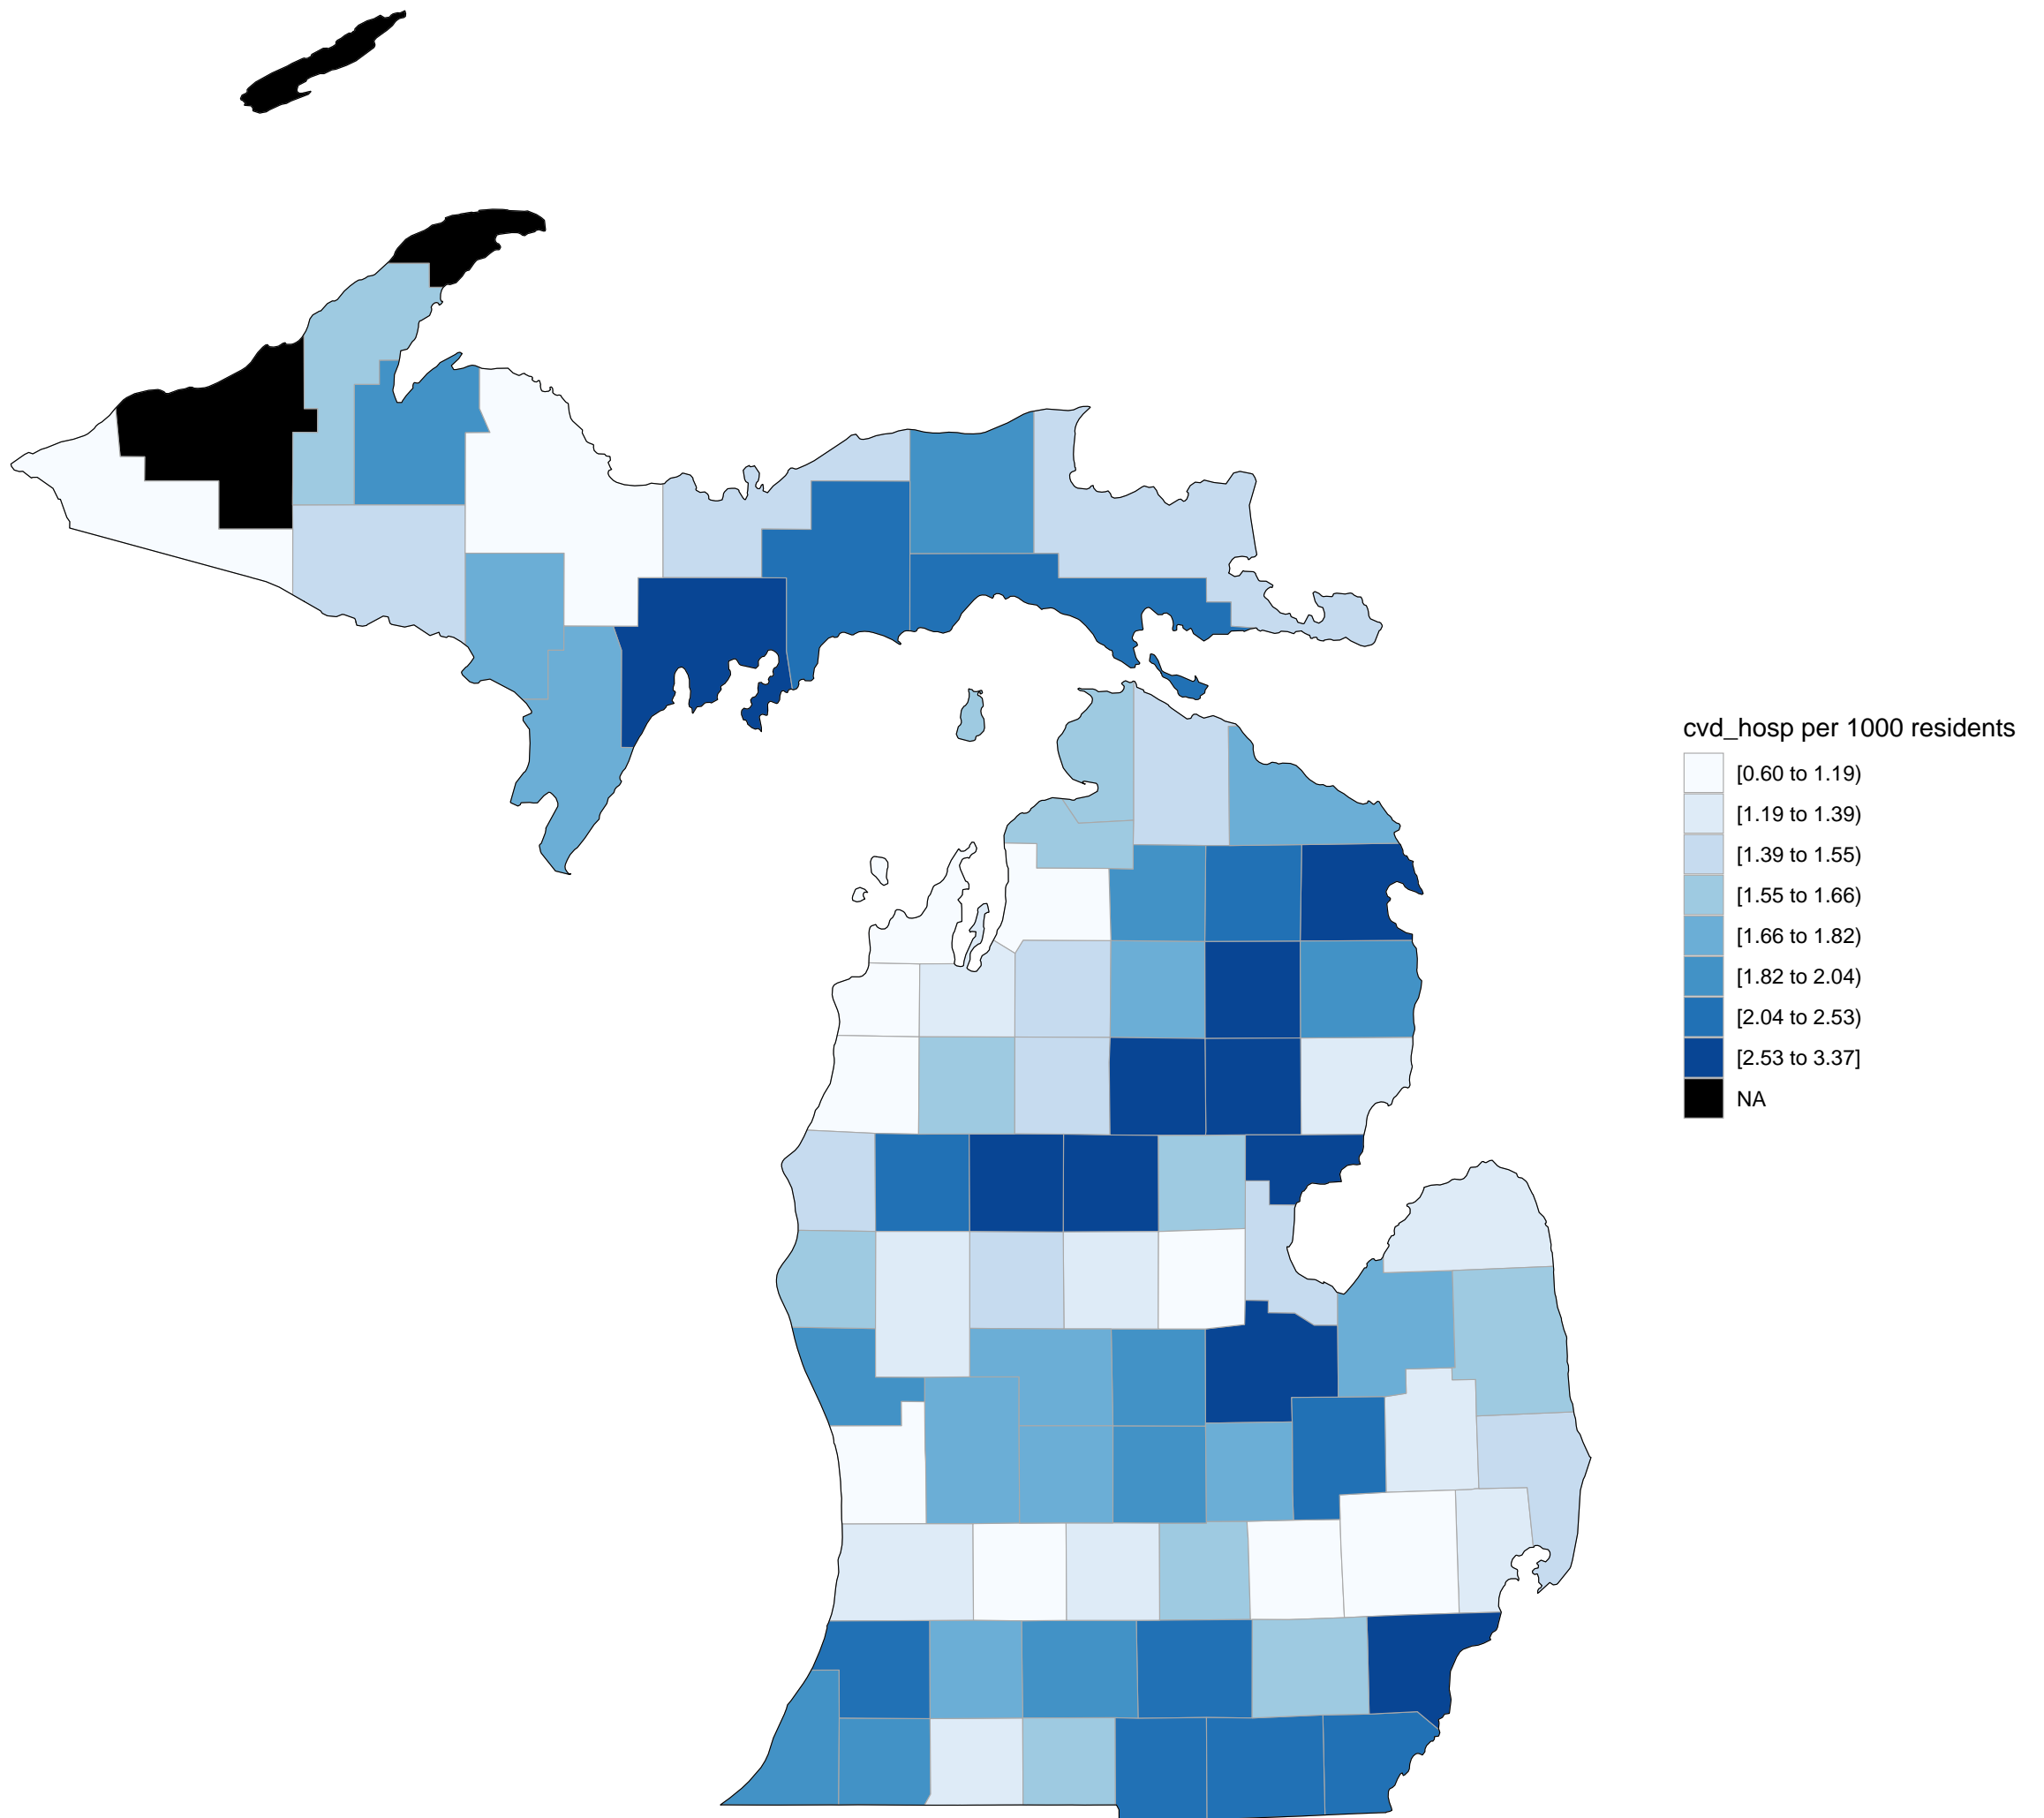 cvd_hosp per 1000 residents
[0.60 to 1.19)
[1.19 to 1.39)
[1.39 to 1.55)
[1.55 to 1.66)
[1.66 to 1.82)
[1.82 to 2.04)
[2.04 to 2.53)
[2.53 to 3.37]
NA